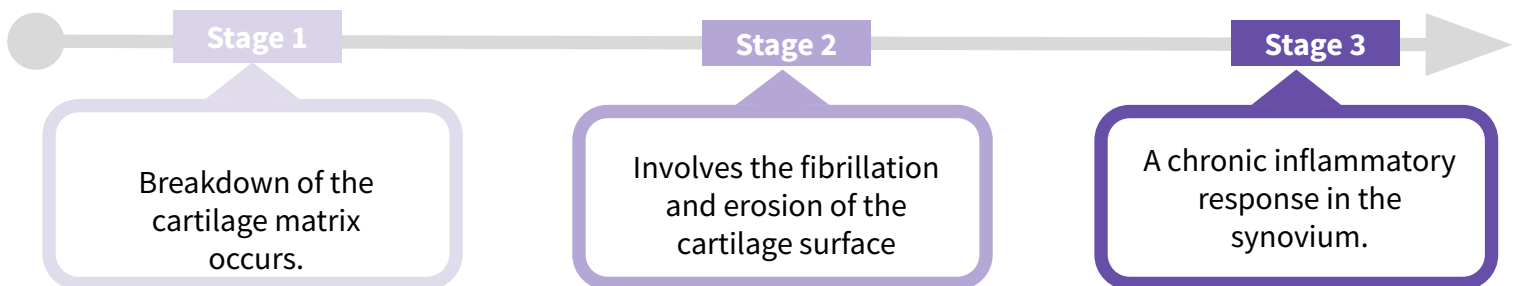 Stage 1
Breakdown of the
cartilage matrix
occurs.
Stage 2
Involves the fibrillation
and erosion of the
cartilage surface
Stage 3
A chronic inflammatory
response in the
synovium.